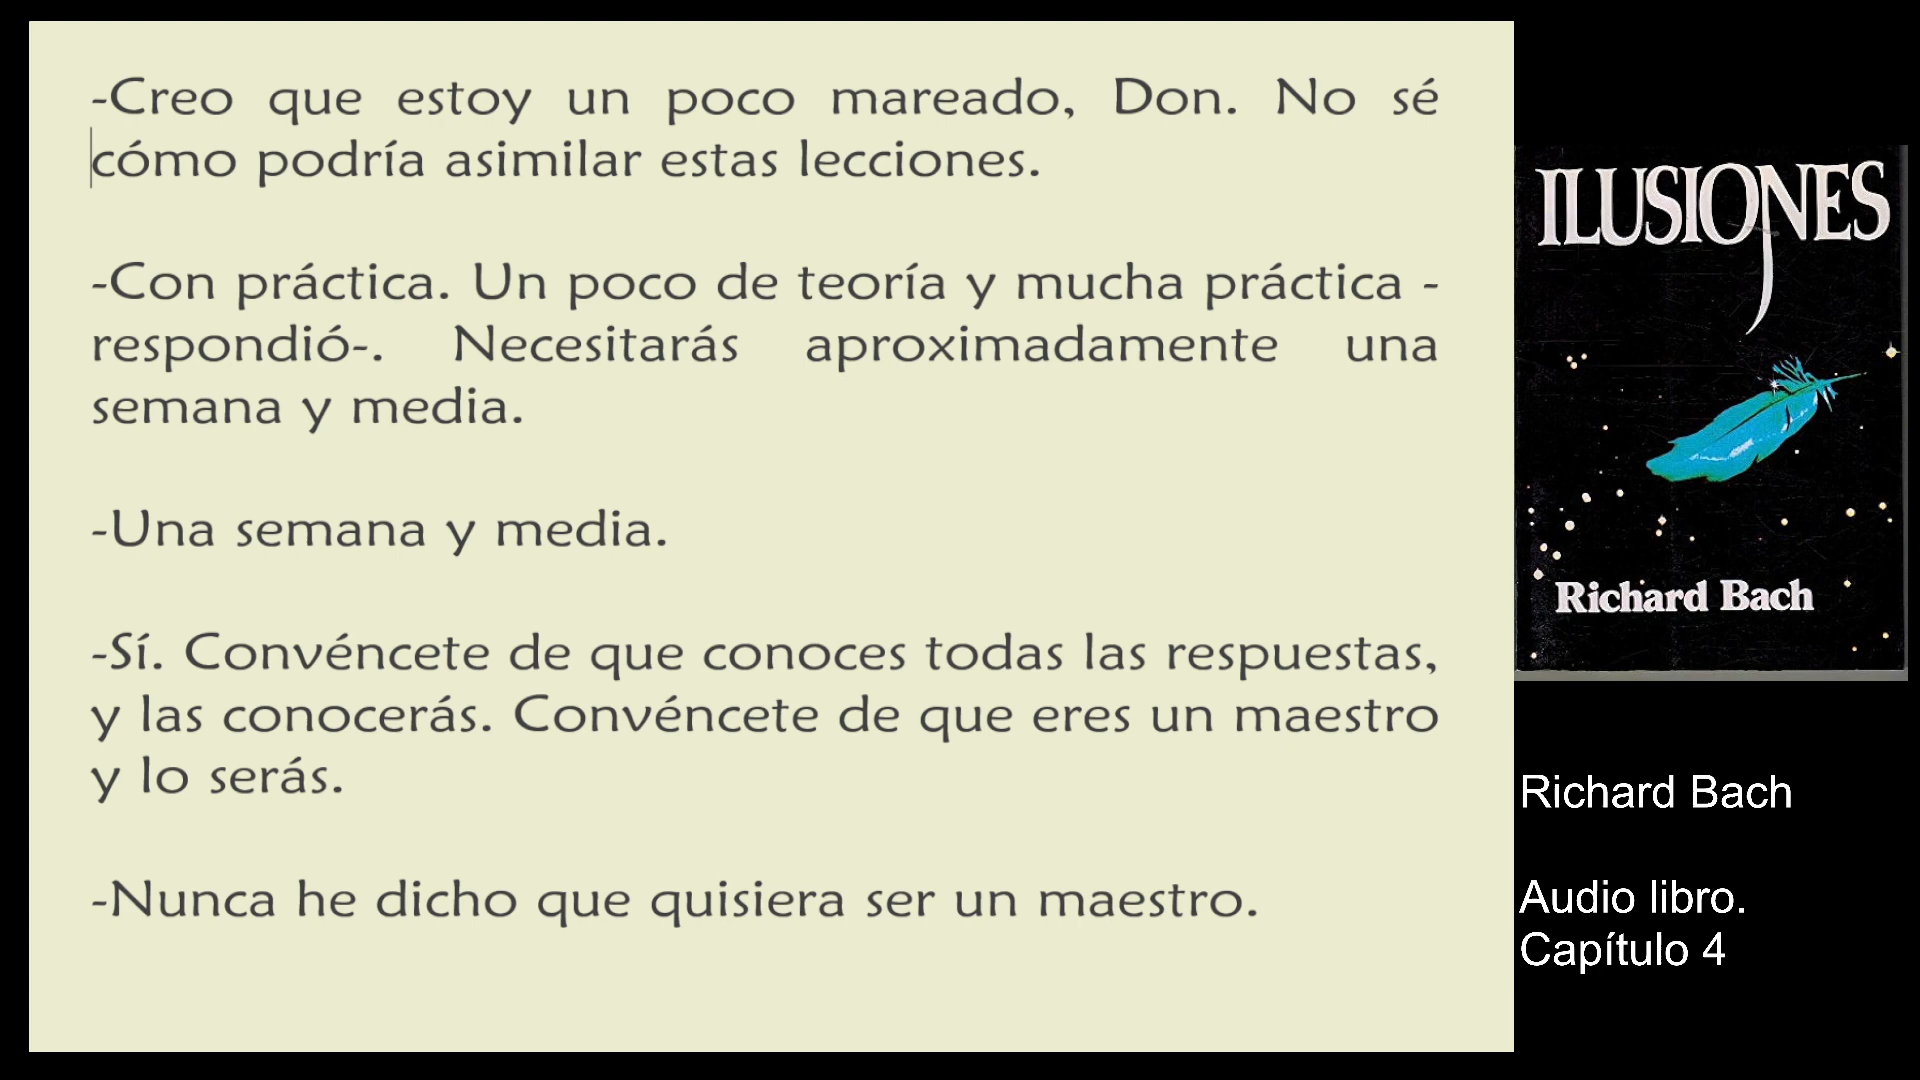 -Creo que estoy un poco mareado, Don. No sé
cómo podría asimilar estas lecciones.
-Con práctica. Un poco de teoría y mucha práctica -
respondió-. Necesitarás aproximadamente una
semana y media.
-Una semana y media.
-Sí. Convéncete de que conoces todas las respuestas,
y las conocerás. Convéncete de que eres un maestro
y lo serás.
-Nunca he dicho que quisiera ser un maestro.
ILUSIONES
Richard Bach
Richard Bach
Audio libro.
Capítulo 4